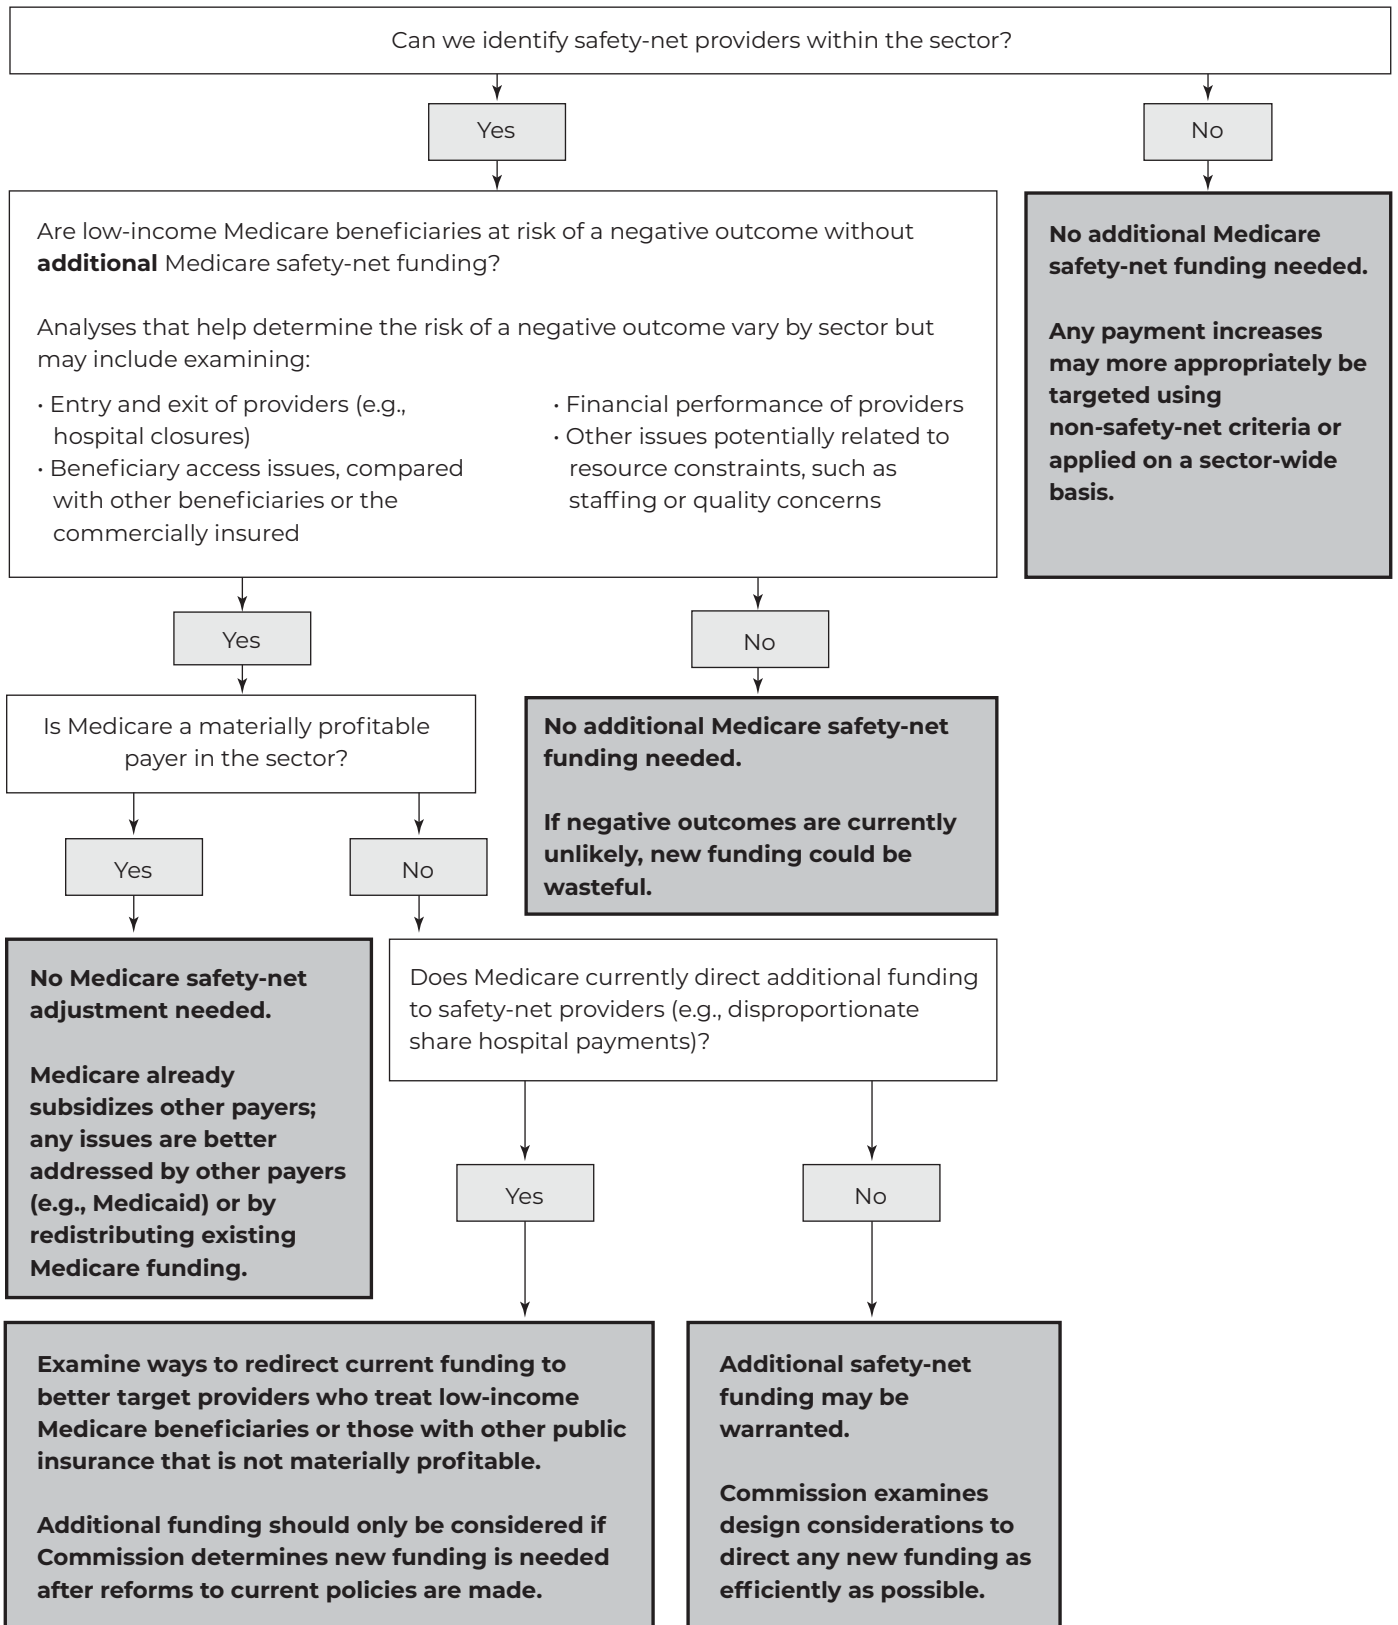 Can we identify safety-net providers within the sector?
Yes
No
Are low-income Medicare beneficiaries at risk of a negative outcome without
additional Medicare safety-net funding?
Analyses that help determine the risk of a negative outcome vary by sector but
may include examining:
· Entry and exit of providers (e.g.,
hospital closures)
· Beneficiary access issues, compared
with other beneficiaries or the
commercially insured
· Financial performance of providers
· Other issues potentially related to
resource constraints, such as
staffing or quality concerns
No additional Medicare
safety-net funding needed.
Any payment increases
may more appropriately be
targeted using
non-safety-net criteria or
applied on a sector-wide
basis.
Yes
No
Is Medicare a materially profitable
payer in the sector?
No additional Medicare safety-net
funding needed.
If negative outcomes are currently
unlikely, new funding could be
wasteful.
Yes
No
No Medicare safety-net
adjustment needed.
Medicare already
subsidizes other payers;
any issues are better
addressed by other payers
(e.g., Medicaid) or by
redistributing existing
Medicare funding.
Does Medicare currently direct additional funding
to safety-net providers (e.g., disproportionate
share hospital payments)?
Yes
No
Examine ways to redirect current funding to
better target providers who treat low-income
Medicare beneficiaries or those with other public
insurance that is not materially profitable.
Additional funding should only be considered if
Commission determines new funding is needed
after reforms to current policies are made.
Additional safety-net
funding may be
warranted.
Commission examines
design considerations to
direct any new funding as
efficiently as possible.